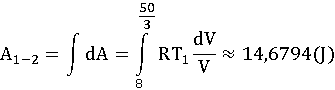 A₁₋₂ = ∫ dA = ∫₈^(50/3) RT₁ dV/V ≈ 14,6794(J)